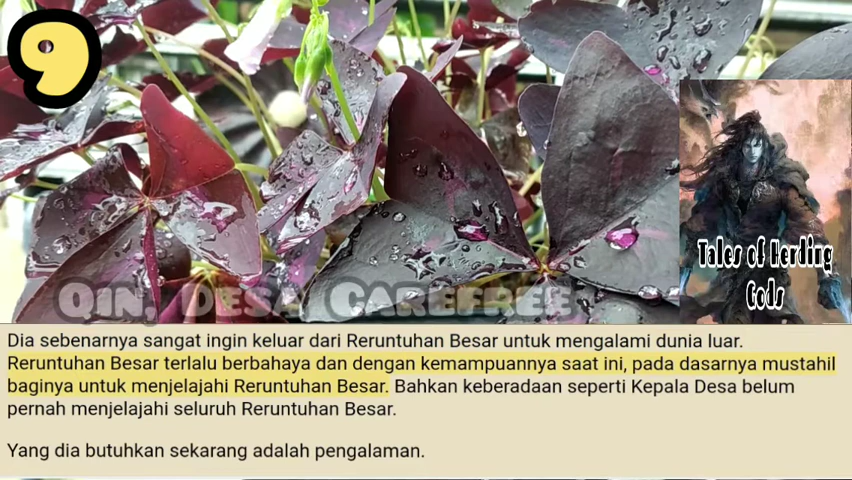 9
Tales of Herding
Gods
Qin, Desa Carefree
Dia sebenarnya sangat ingin keluar dari Reruntuhan Besar untuk mengalami dunia luar.
Reruntuhan Besar terlalu berbahaya dan dengan kemampuannya saat ini, pada dasarnya mustahil
baginya untuk menjelajahi Reruntuhan Besar. Bahkan keberadaan seperti Kepala Desa belum
pernah menjelajahi seluruh Reruntuhan Besar.
Yang dia butuhkan sekarang adalah pengalaman.